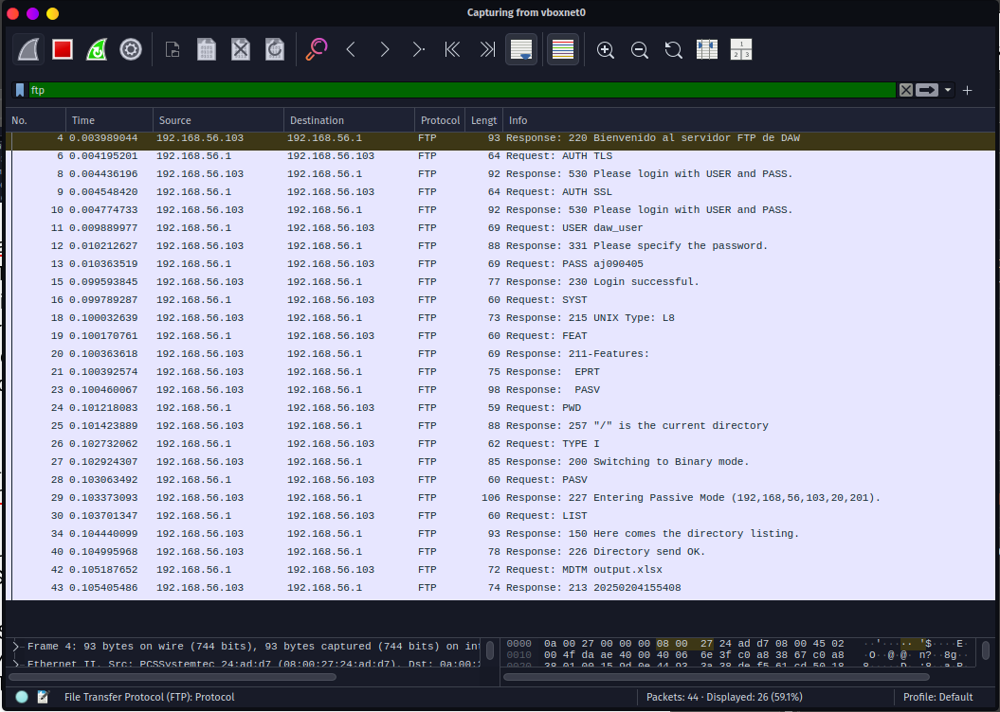 Capturing from vboxnet0
ftp
No. Time Source Destination Protocol Lengt Info
4 0.003989044 192.168.56.103 192.168.56.1 FTP 93 Response: 220 Bienvenido al servidor FTP de DAW
6 0.004195201 192.168.56.1 192.168.56.103 FTP 64 Request: AUTH TLS
8 0.004436196 192.168.56.103 192.168.56.1 FTP 92 Response: 530 Please login with USER and PASS.
9 0.004548420 192.168.56.1 192.168.56.103 FTP 64 Request: AUTH SSL
10 0.004774733 192.168.56.103 192.168.56.1 FTP 92 Response: 530 Please login with USER and PASS.
11 0.009889977 192.168.56.1 192.168.56.103 FTP 69 Request: USER daw_user
12 0.010212627 192.168.56.103 192.168.56.1 FTP 88 Response: 331 Please specify the password.
13 0.010363519 192.168.56.1 192.168.56.103 FTP 69 Request: PASS aj090405
15 0.099593845 192.168.56.103 192.168.56.1 FTP 77 Response: 230 Login successful.
16 0.099789287 192.168.56.1 192.168.56.103 FTP 60 Request: SYST
18 0.100032639 192.168.56.103 192.168.56.1 FTP 73 Response: 215 UNIX Type: L8
19 0.100170761 192.168.56.1 192.168.56.103 FTP 60 Request: FEAT
20 0.100363618 192.168.56.103 192.168.56.1 FTP 69 Response: 211-Features:
21 0.100392574 192.168.56.103 192.168.56.1 FTP 75 Response:  EPRT
23 0.100460067 192.168.56.103 192.168.56.1 FTP 98 Response:  PASV
24 0.101218083 192.168.56.1 192.168.56.103 FTP 59 Request: PWD
25 0.101423889 192.168.56.103 192.168.56.1 FTP 88 Response: 257 "/" is the current directory
26 0.102732062 192.168.56.1 192.168.56.103 FTP 62 Request: TYPE I
27 0.102924307 192.168.56.103 192.168.56.1 FTP 85 Response: 200 Switching to Binary mode.
28 0.103063492 192.168.56.1 192.168.56.103 FTP 60 Request: PASV
29 0.103373093 192.168.56.103 192.168.56.1 FTP 106 Response: 227 Entering Passive Mode (192,168,56,103,20,201).
30 0.103701347 192.168.56.1 192.168.56.103 FTP 60 Request: LIST
34 0.104440099 192.168.56.103 192.168.56.1 FTP 93 Response: 150 Here comes the directory listing.
40 0.104995968 192.168.56.103 192.168.56.1 FTP 78 Response: 226 Directory send OK.
42 0.105187652 192.168.56.1 192.168.56.103 FTP 72 Request: MDTM output.xlsx
43 0.105405486 192.168.56.103 192.168.56.1 FTP 74 Response: 213 20250204155408
Frame 4: 93 bytes on wire (744 bits), 93 bytes captured (744 bits) on in
Ethernet II, Src: PCSSystemtec_24:ad:d7 (08:00:27:24:ad:d7), Dst: 0a:00:
0000 0a 00 27 00 00 00 08 00 27 24 ad d7 08 00 45 02 ··'·····'$····E·
0010 00 4f da ae 40 00 40 06 6e 3f c0 a8 38 67 c0 a8 ·O··@·@·n?··8g··
File Transfer Protocol (FTP): Protocol
Packets: 44 · Displayed: 26 (59.1%)
Profile: Default